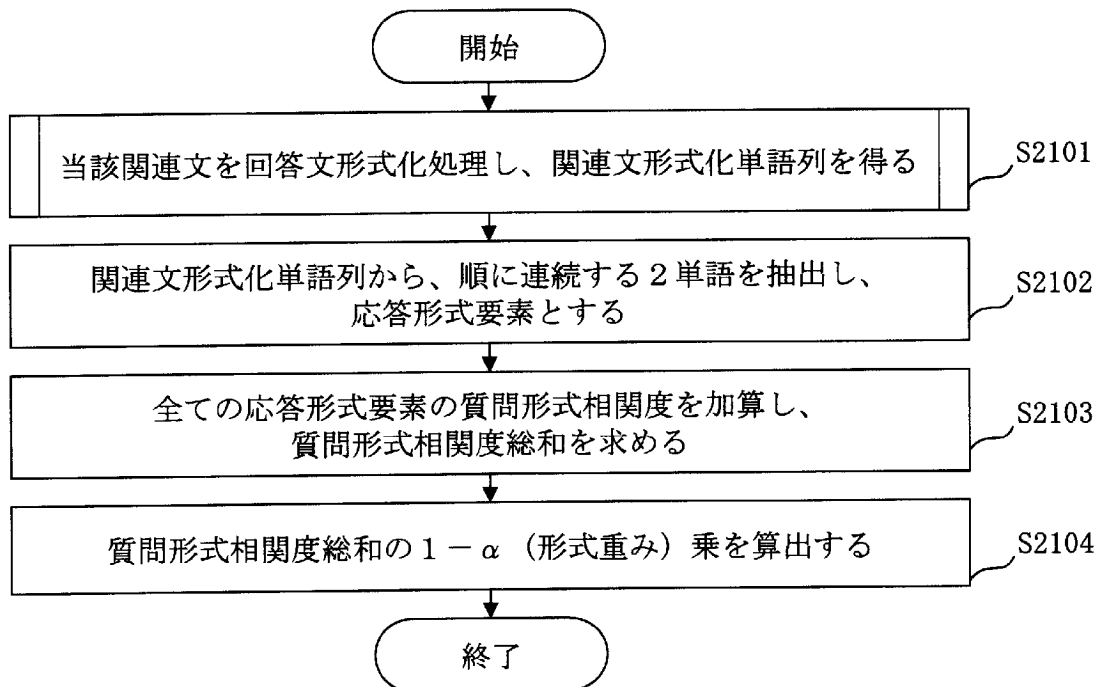 開始
当該関連文を回答文形式化処理し、関連文形式化単語列を得る
S2101
関連文形式化単語列から、順に連続する2単語を抽出し、
応答形式要素とする
S2102
全ての応答形式要素の質問形式相関度を加算し、
質問形式相関度総和を求める
S2103
質問形式相関度総和の1-α(形式重み)乗を算出する
S2104
終了